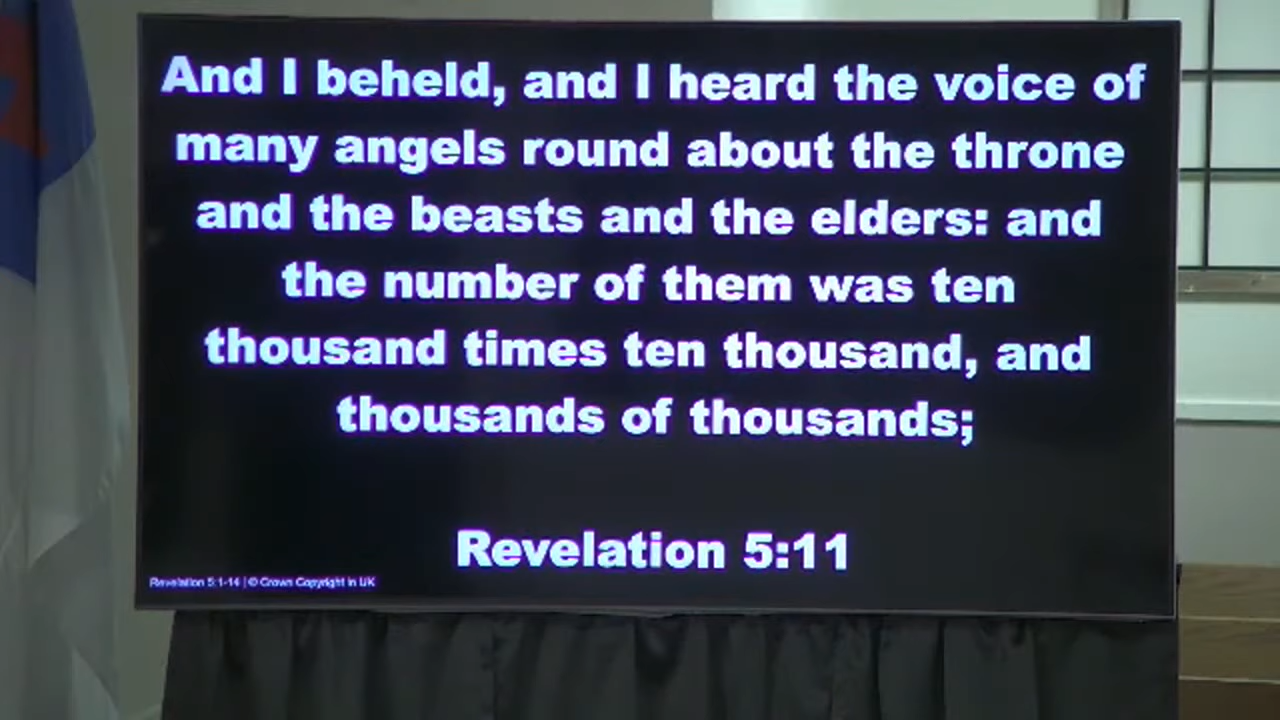 And I beheld, and I heard the voice of
many angels round about the throne
and the beasts and the elders: and
the number of them was ten
thousand times ten thousand, and
thousands of thousands;
Revelation 5:11
Revelation 5:1-14 | © Crown Copyright in UK